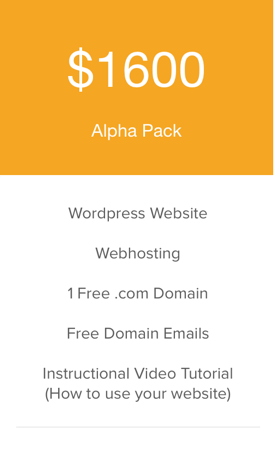 $1600
Alpha Pack
Wordpress Website
Webhosting
1 Free .com Domain
Free Domain Emails
Instructional Video Tutorial
(How to use your website)